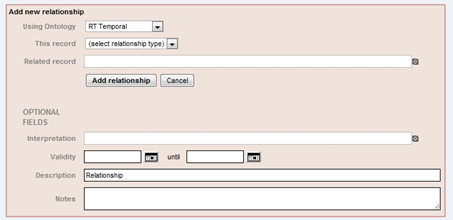 Add new relationship
Using Ontology RT Temporal
This record (select relationship type)
Related record
Add relationship Cancel
OPTIONAL
FIELDS
Interpretation
Validity until
Description Relationship
Notes